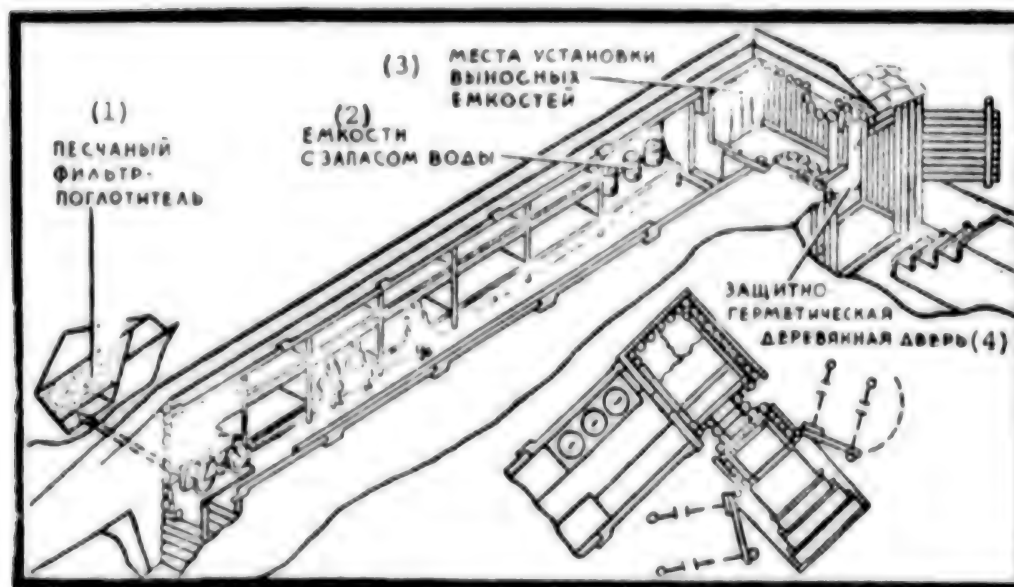 (1)
ПЕСЧАНЫЙ
ФИЛЬТР-
ПОГЛОТИТЕЛЬ
(2)
ЕМКОСТИ
С ЗАПАСОМ ВОДЫ
(3)
МЕСТА УСТАНОВКИ
ВЫНОСНЫХ
ЕМКОСТЕЙ
ЗАЩИТНО-
ГЕРМЕТИЧЕСКАЯ
ДЕРЕВЯННАЯ ДВЕРЬ(4)